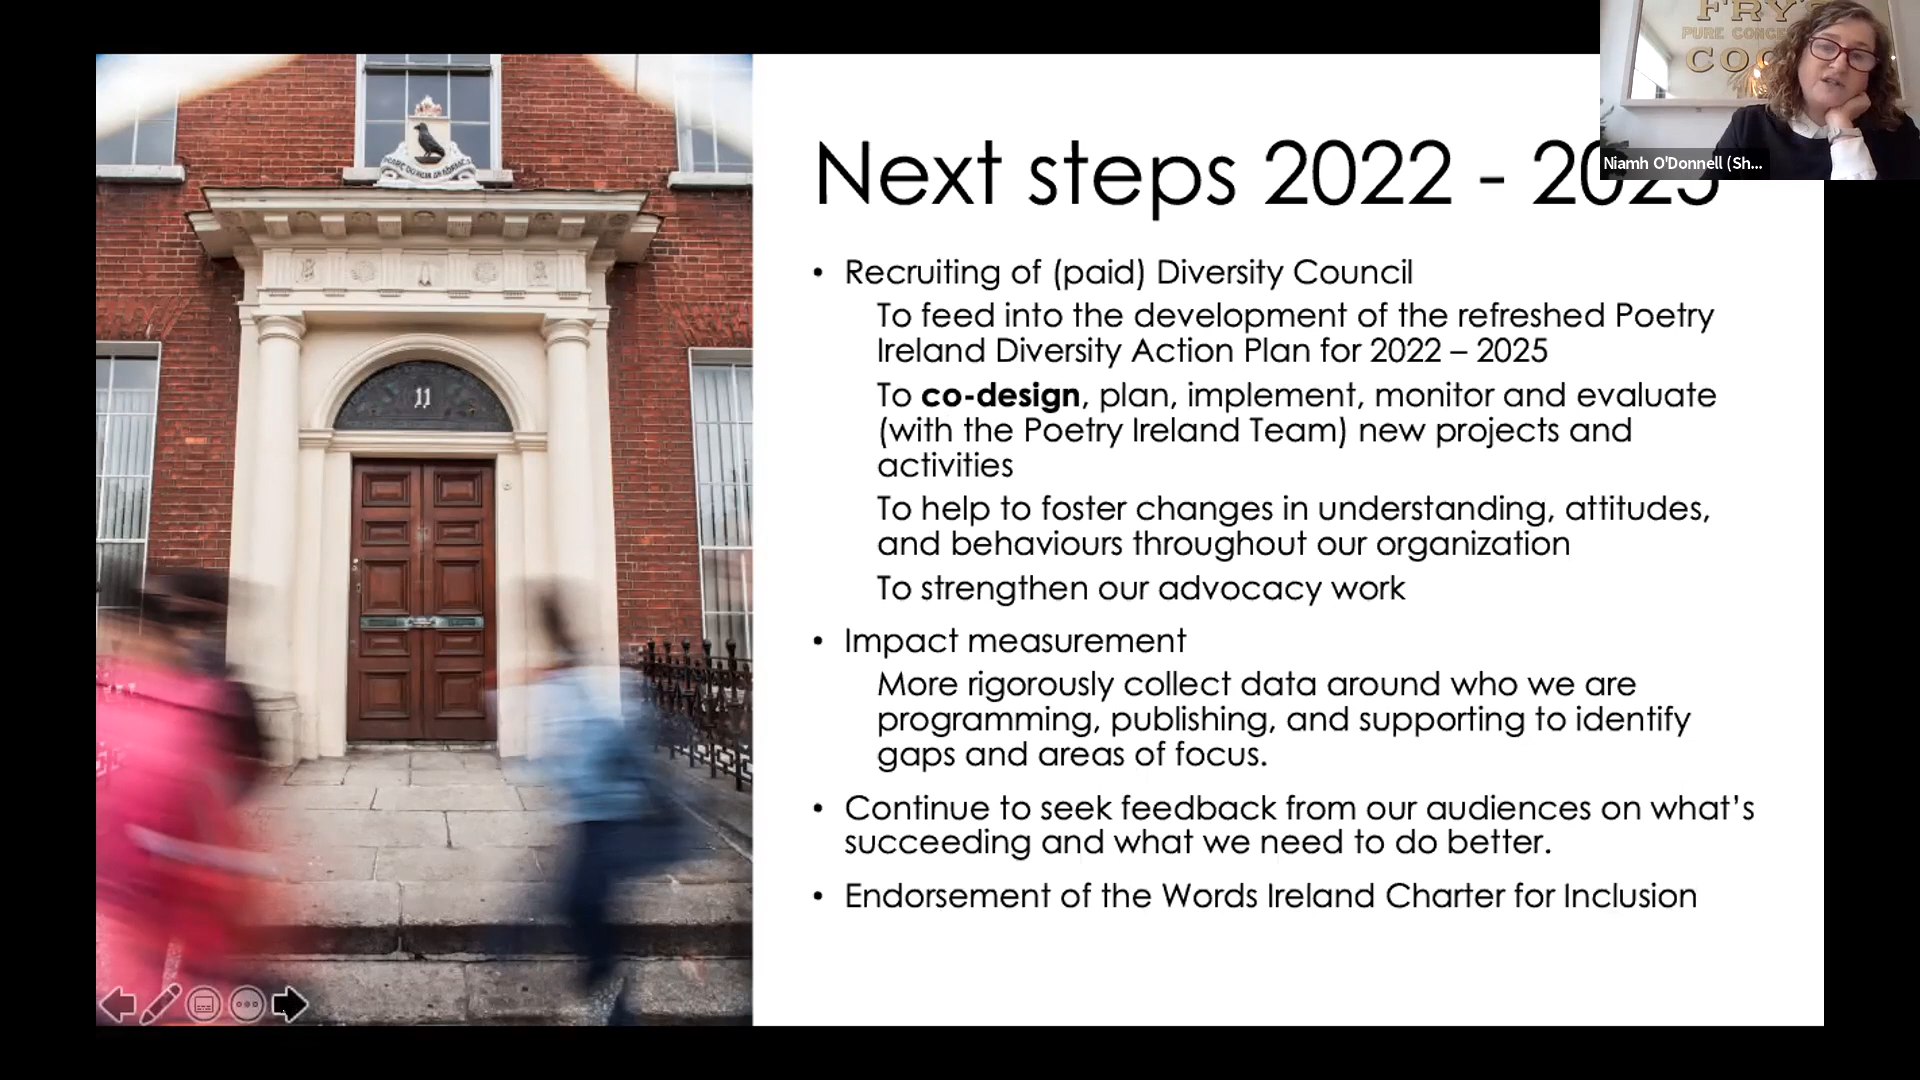 FRY'S
PURE CONCE
COC
Niamh O'Donnell (Sh...
Next steps 2022 - 2025
• Recruiting of (paid) Diversity Council
To feed into the development of the refreshed Poetry
Ireland Diversity Action Plan for 2022 – 2025
To co-design, plan, implement, monitor and evaluate
(with the Poetry Ireland Team) new projects and
activities
To help to foster changes in understanding, attitudes,
and behaviours throughout our organization
To strengthen our advocacy work
• Impact measurement
More rigorously collect data around who we are
programming, publishing, and supporting to identify
gaps and areas of focus.
• Continue to seek feedback from our audiences on what's
succeeding and what we need to do better.
• Endorsement of the Words Ireland Charter for Inclusion
11